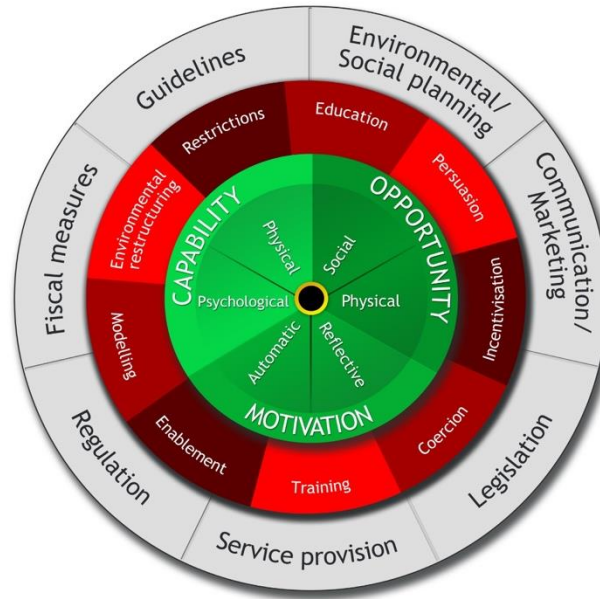 Guidelines
Environmental/
Social planning
Communication/
Marketing
Legislation
Service provision
Regulation
Fiscal measures
Restrictions
Education
Persuasion
Incentivisation
Coercion
Training
Enablement
Modelling
Environmental
restructuring
CAPABILITY
OPPORTUNITY
MOTIVATION
Physical
Social
Physical
Reflective
Automatic
Psychological